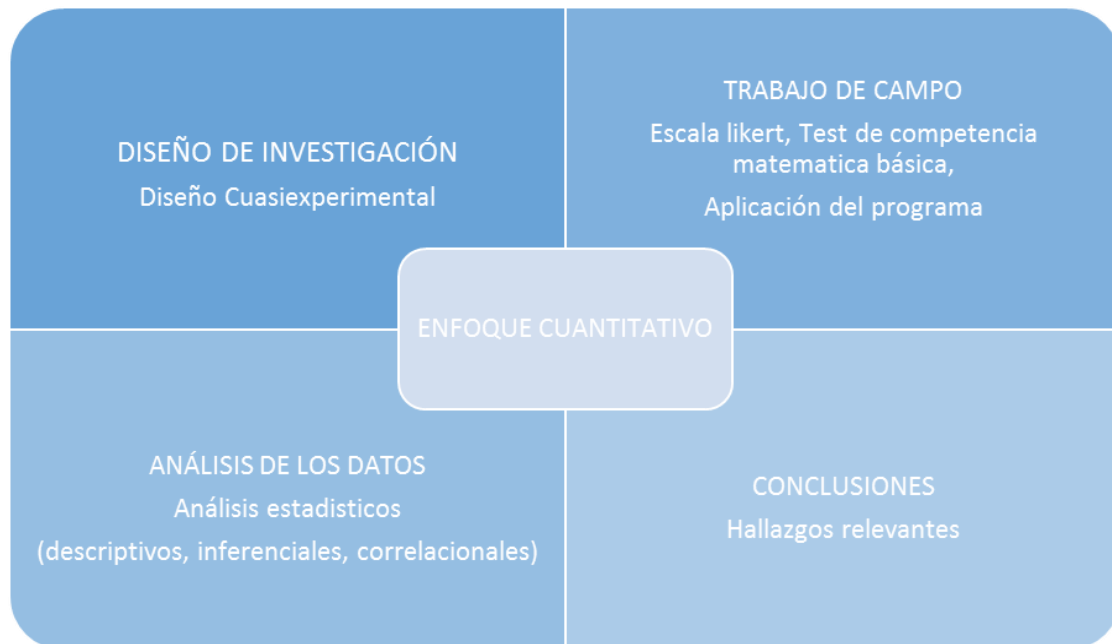 DISEÑO DE INVESTIGACIÓN
Diseño Cuasiexperimental
TRABAJO DE CAMPO
Escala likert, Test de competencia
matematica básica,
Aplicación del programa
ENFOQUE CUANTITATIVO
ANÁLISIS DE LOS DATOS
Análisis estadisticos
(descriptivos, inferenciales, correlacionales)
CONCLUSIONES
Hallazgos relevantes